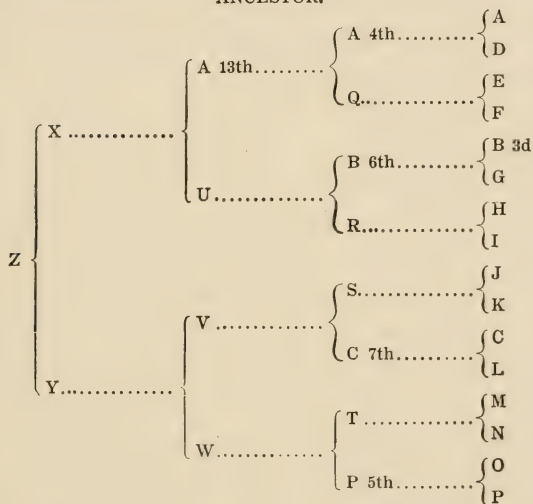 ANCESTOR.
A
A 4th........
D
A 13th..........
E
Q..............
F
X ................
B 3d
B 6th........
G
U................
H
R..............
I
Z
J
S..............
K
V ................
C
C 7th........
L
Y................
M
T ..............
N
W................
O
P 5th........
P